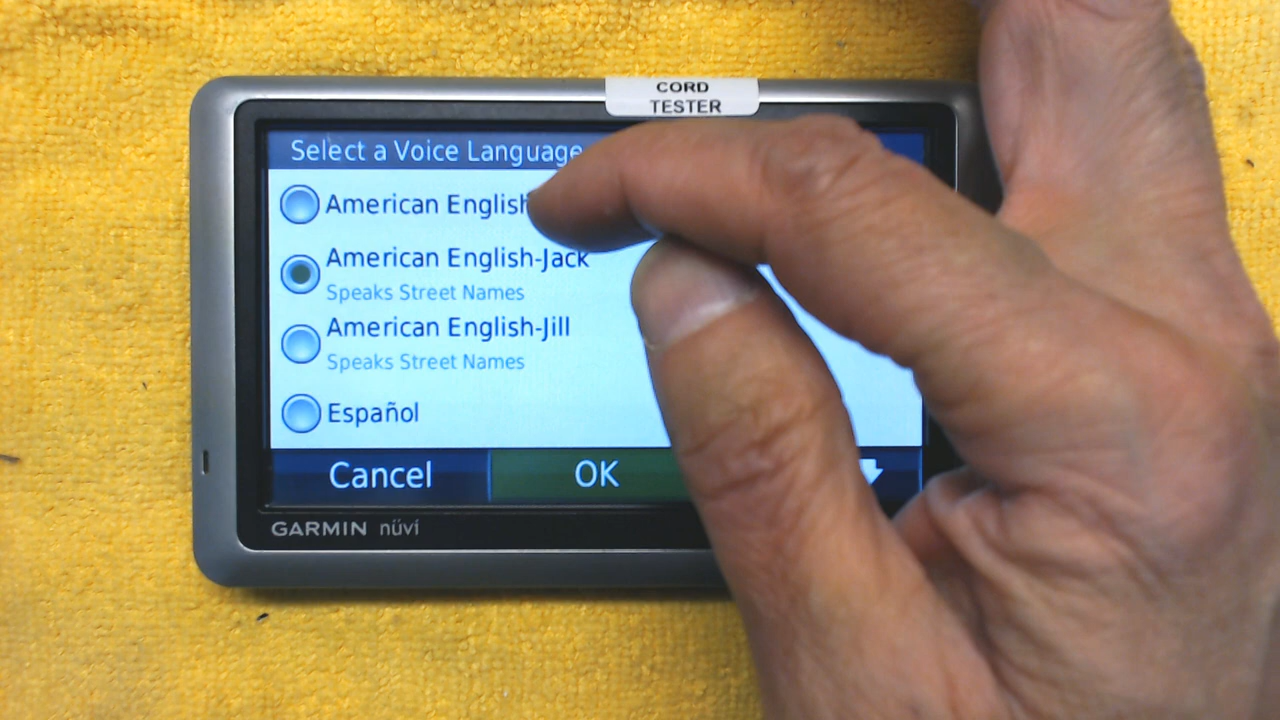 CORD
TESTER
Select a Voice Language
American English
American English-Jack
Speaks Street Names
American English-Jill
Speaks Street Names
Español
Cancel
OK
GARMIN nüvi